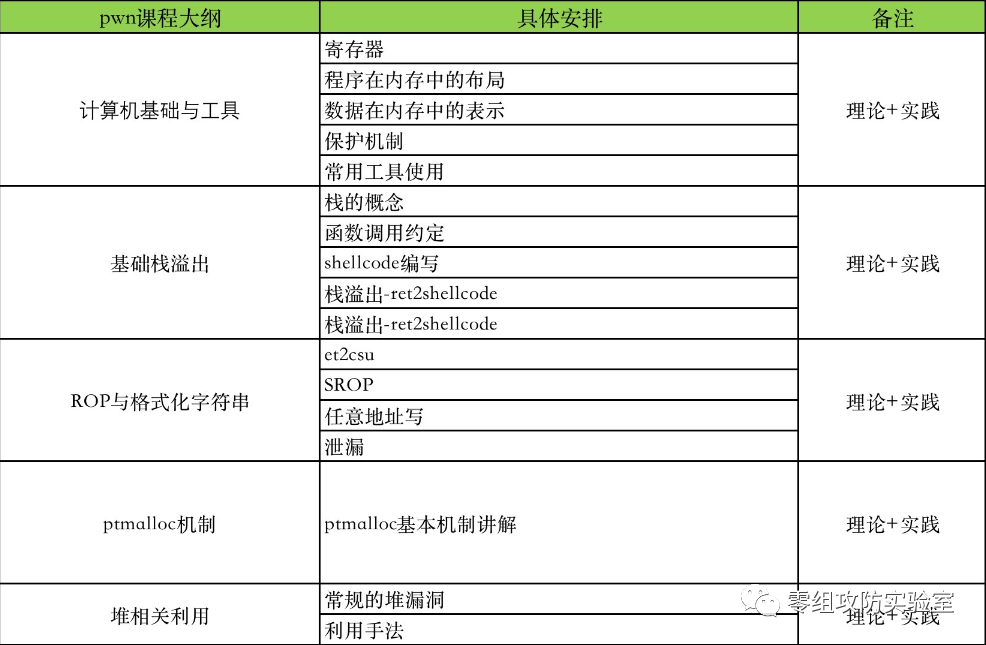 pwn课程大纲 具体安排 备注
计算机基础与工具
寄存器
程序在内存中的布局
数据在内存中的表示
保护机制
常用工具使用
理论+实践
基础栈溢出
栈的概念
函数调用约定
shellcode编写
栈溢出-ret2shellcode
栈溢出-ret2shellcode
理论+实践
ROP与格式化字符串
et2csu
SROP
任意地址写
泄漏
理论+实践
ptmalloc机制
ptmalloc基本机制讲解
理论+实践
堆相关利用
常规的堆漏洞
利用手法
理论+实践
零组攻防实验室